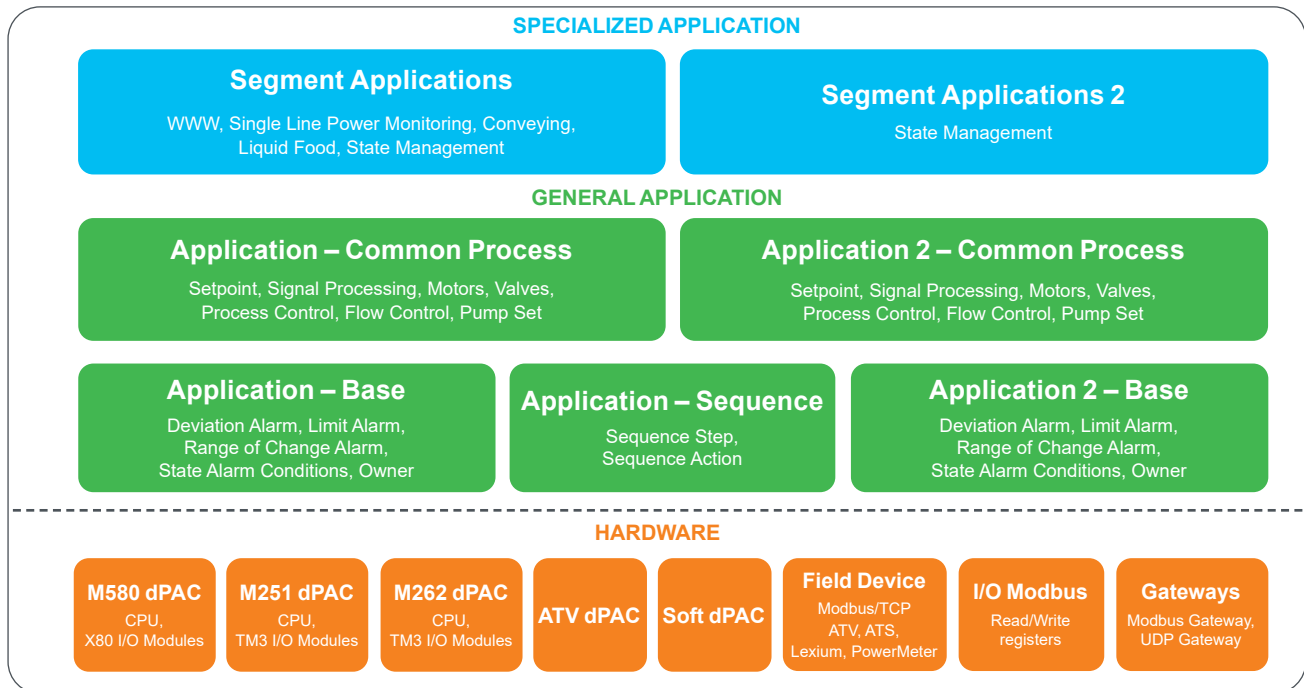 SPECIALIZED APPLICATION
Segment Applications
WWW, Single Line Power Monitoring, Conveying,
Liquid Food, State Management
Segment Applications 2
State Management
GENERAL APPLICATION
Application – Common Process
Setpoint, Signal Processing, Motors, Valves,
Process Control, Flow Control, Pump Set
Application 2 – Common Process
Setpoint, Signal Processing, Motors, Valves,
Process Control, Flow Control, Pump Set
Application – Base
Deviation Alarm, Limit Alarm,
Range of Change Alarm,
State Alarm Conditions, Owner
Application – Sequence
Sequence Step,
Sequence Action
Application 2 – Base
Deviation Alarm, Limit Alarm,
Range of Change Alarm,
State Alarm Conditions, Owner
HARDWARE
M580 dPAC
CPU,
X80 I/O Modules
M251 dPAC
CPU,
TM3 I/O Modules
M262 dPAC
CPU,
TM3 I/O Modules
ATV dPAC
Soft dPAC
Field Device
Modbus/TCP
ATV, ATS,
Lexium, PowerMeter
I/O Modbus
Read/Write
registers
Gateways
Modbus Gateway,
UDP Gateway